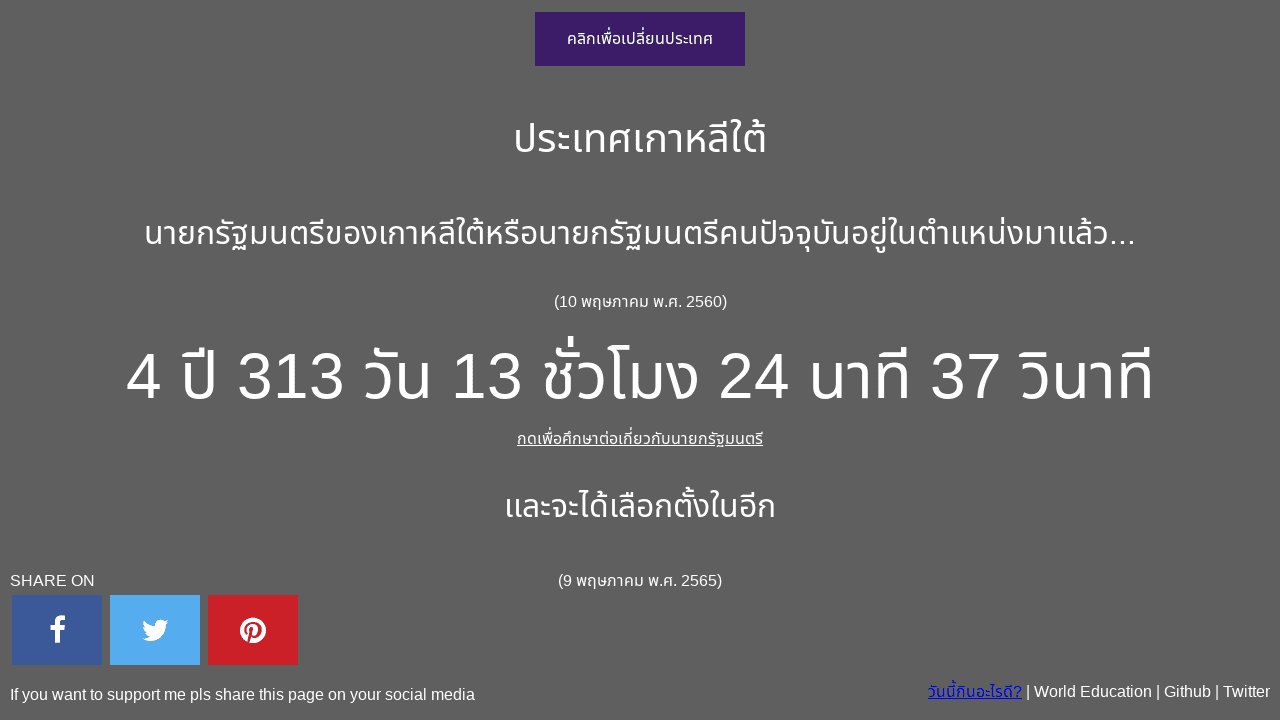 คลิกเพื่อเปลี่ยนประเทศ
ประเทศเกาหลีใต้
นายกรัฐมนตรีของเกาหลีใต้หรือนายกรัฐมนตรีคนปัจจุบันอยู่ในตำแหน่งมาแล้ว...
(10 พฤษภาคม พ.ศ. 2560)
4 ปี 313 วัน 13 ชั่วโมง 24 นาที 37 วินาที
กดเพื่อศึกษาต่อเกี่ยวกับนายกรัฐมนตรี
และจะได้เลือกตั้งในอีก
(9 พฤษภาคม พ.ศ. 2565)
SHARE ON
If you want to support me pls share this page on your social media
วันนี้กินอะไรดี? | World Education | Github | Twitter